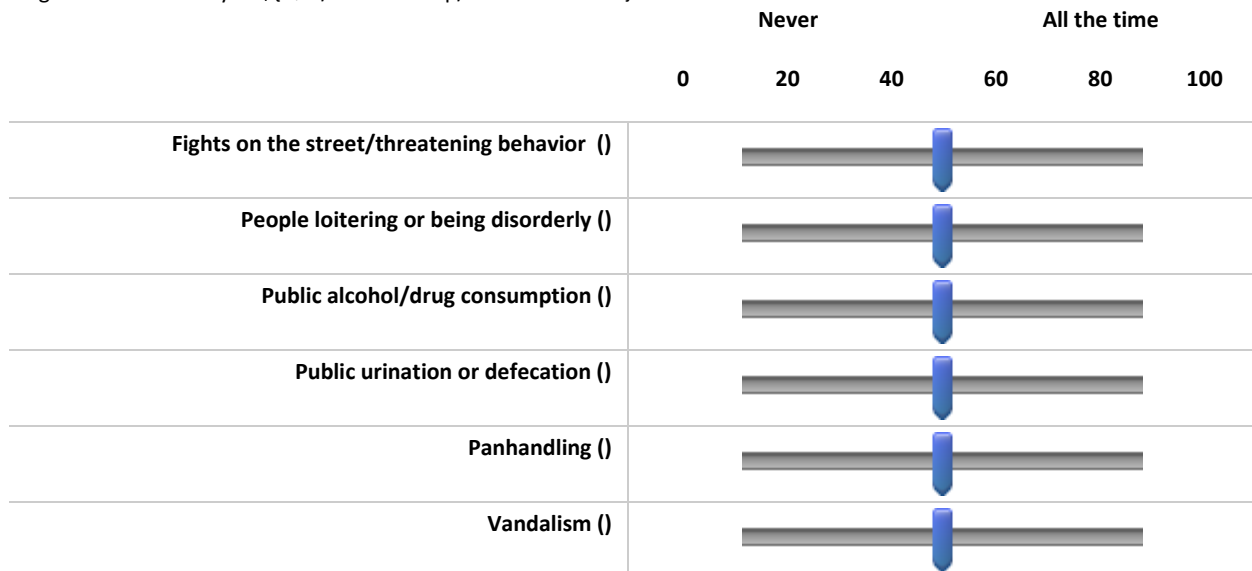 Never All the time
0 20 40 60 80 100
Fights on the street/threatening behavior ()
People loitering or being disorderly ()
Public alcohol/drug consumption ()
Public urination or defecation ()
Panhandling ()
Vandalism ()